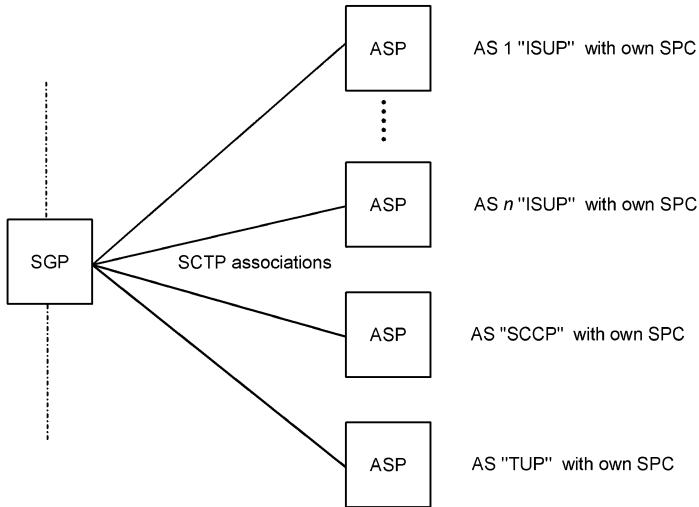 ASP AS 1 "ISUP" with own SPC
ASP AS n "ISUP" with own SPC
SGP SCTP associations
ASP AS "SCCP" with own SPC
ASP AS "TUP" with own SPC